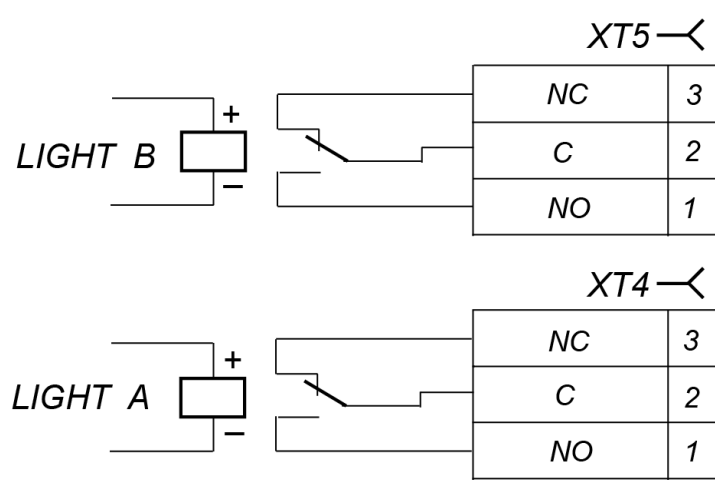 XT5
NC 3
+
LIGHT B
C 2
−
NO 1
XT4
NC 3
+
LIGHT A
C 2
−
NO 1